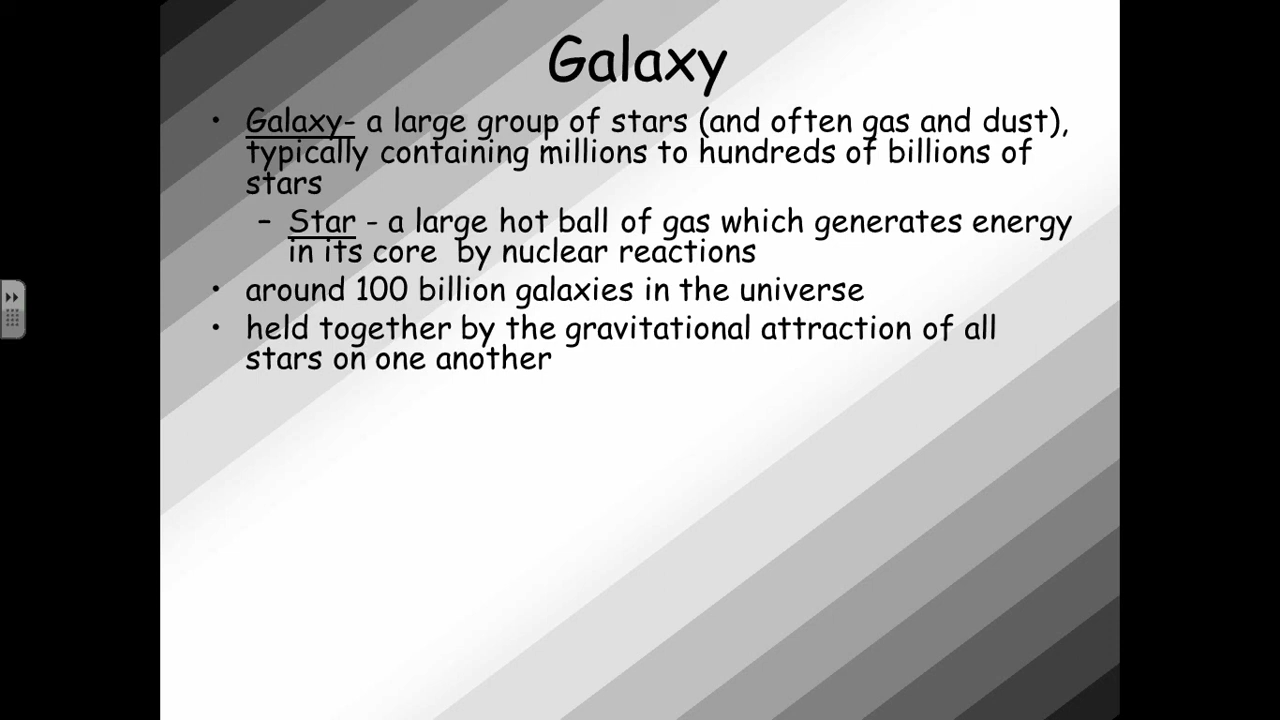 Galaxy
• Galaxy- a large group of stars (and often gas and dust),
typically containing millions to hundreds of billions of
stars
– Star - a large hot ball of gas which generates energy
in its core  by nuclear reactions
• around 100 billion galaxies in the universe
• held together by the gravitational attraction of all
stars on one another